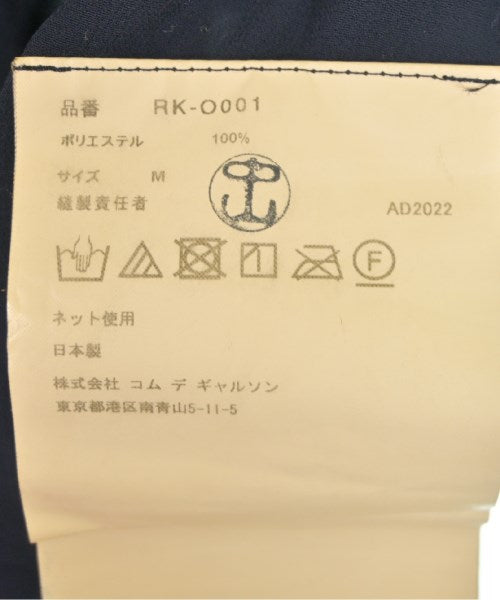 品番 RK-O001
ポリエステル 100%
サイズ M
縫製責任者 AD2022
F
ネット使用
日本製
株式会社 コム デ ギャルソン
東京都港区南青山5-11-5